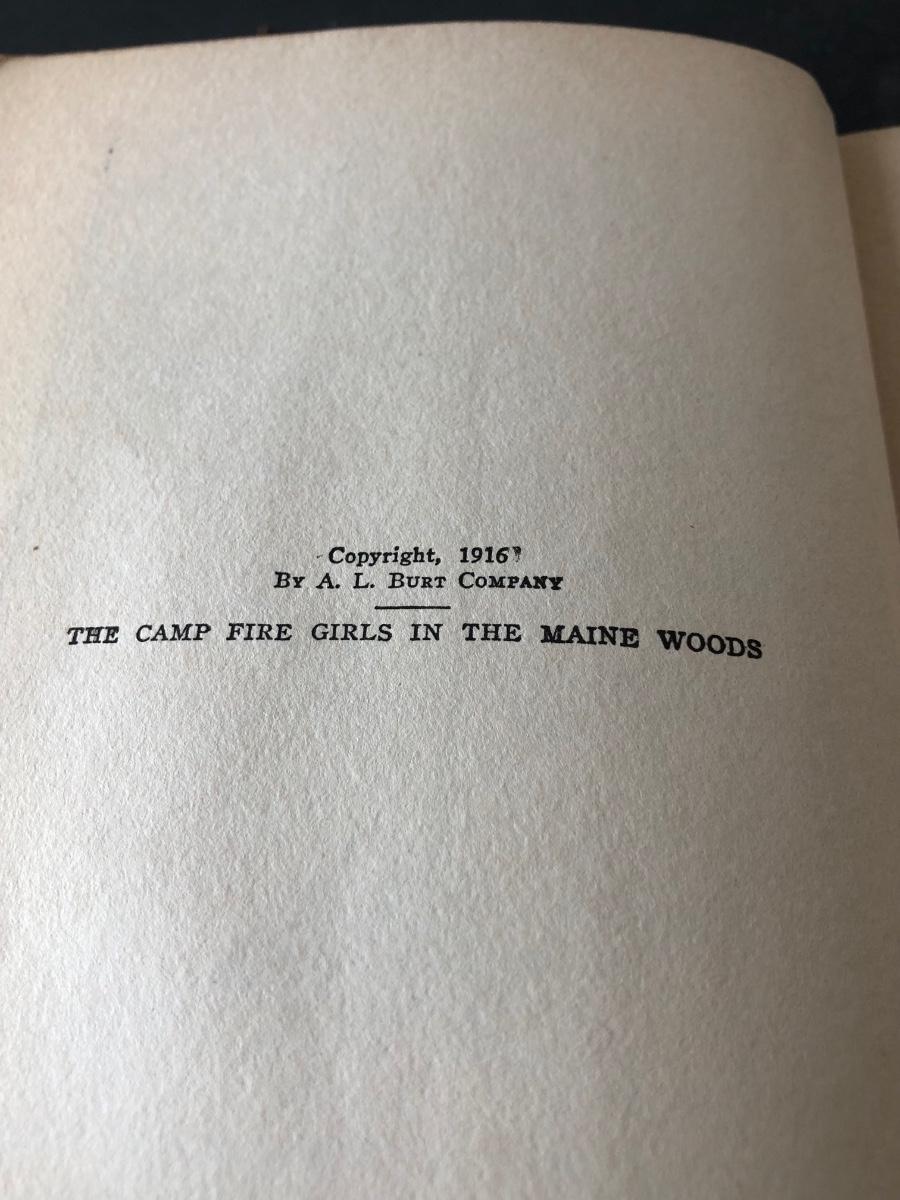 Copyright, 1916
By A. L. Burt Company
THE CAMP FIRE GIRLS IN THE MAINE WOODS